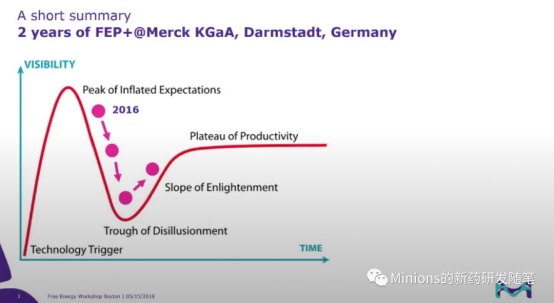 A short summary
2 years of FEP+@Merck KGaA, Darmstadt, Germany
VISIBILITY
Peak of Inflated Expectations
2016
Plateau of Productivity
Slope of Enlightenment
Trough of Disillusionment
Technology Trigger
TIME
3 Free Energy Workshop Boston | 05/15/2018
Minions的新药研发随笔
M